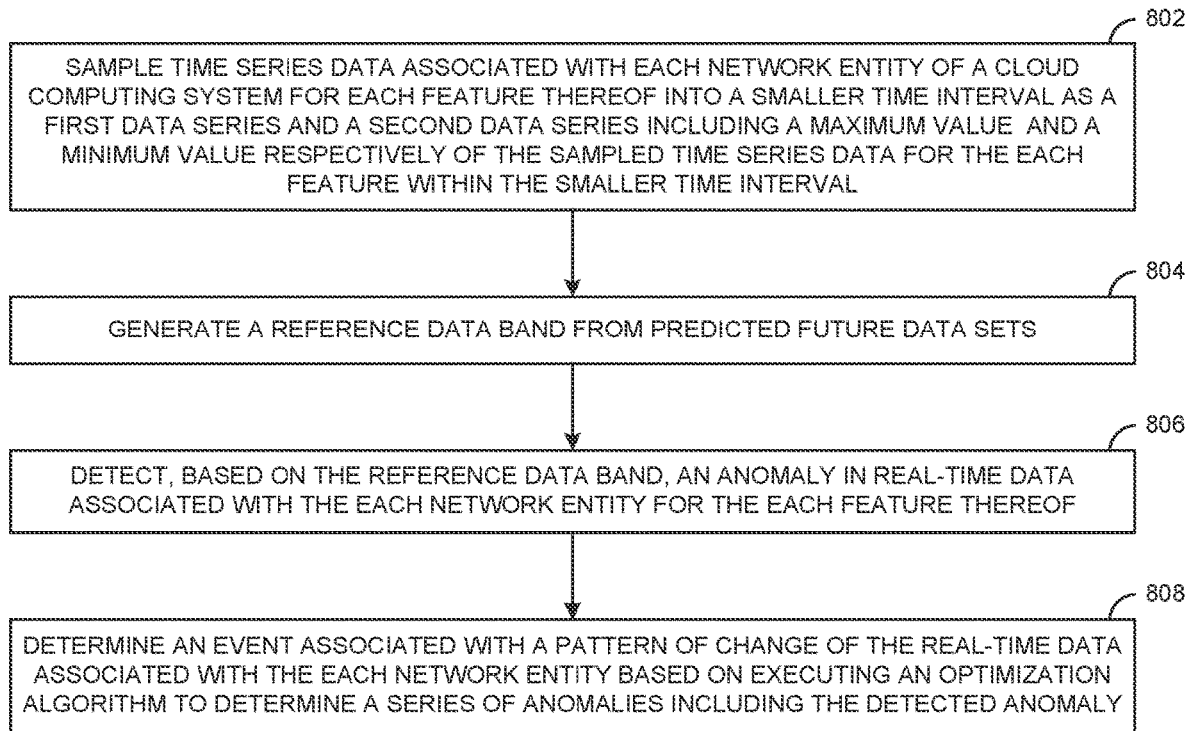 802
SAMPLE TIME SERIES DATA ASSOCIATED WITH EACH NETWORK ENTITY OF A CLOUD
COMPUTING SYSTEM FOR EACH FEATURE THEREOF INTO A SMALLER TIME INTERVAL AS A
FIRST DATA SERIES AND A SECOND DATA SERIES INCLUDING A MAXIMUM VALUE AND A
MINIMUM VALUE RESPECTIVELY OF THE SAMPLED TIME SERIES DATA FOR THE EACH
FEATURE WITHIN THE SMALLER TIME INTERVAL
804
GENERATE A REFERENCE DATA BAND FROM PREDICTED FUTURE DATA SETS
806
DETECT, BASED ON THE REFERENCE DATA BAND, AN ANOMALY IN REAL-TIME DATA
ASSOCIATED WITH THE EACH NETWORK ENTITY FOR THE EACH FEATURE THEREOF
808
DETERMINE AN EVENT ASSOCIATED WITH A PATTERN OF CHANGE OF THE REAL-TIME DATA
ASSOCIATED WITH THE EACH NETWORK ENTITY BASED ON EXECUTING AN OPTIMIZATION
ALGORITHM TO DETERMINE A SERIES OF ANOMALIES INCLUDING THE DETECTED ANOMALY